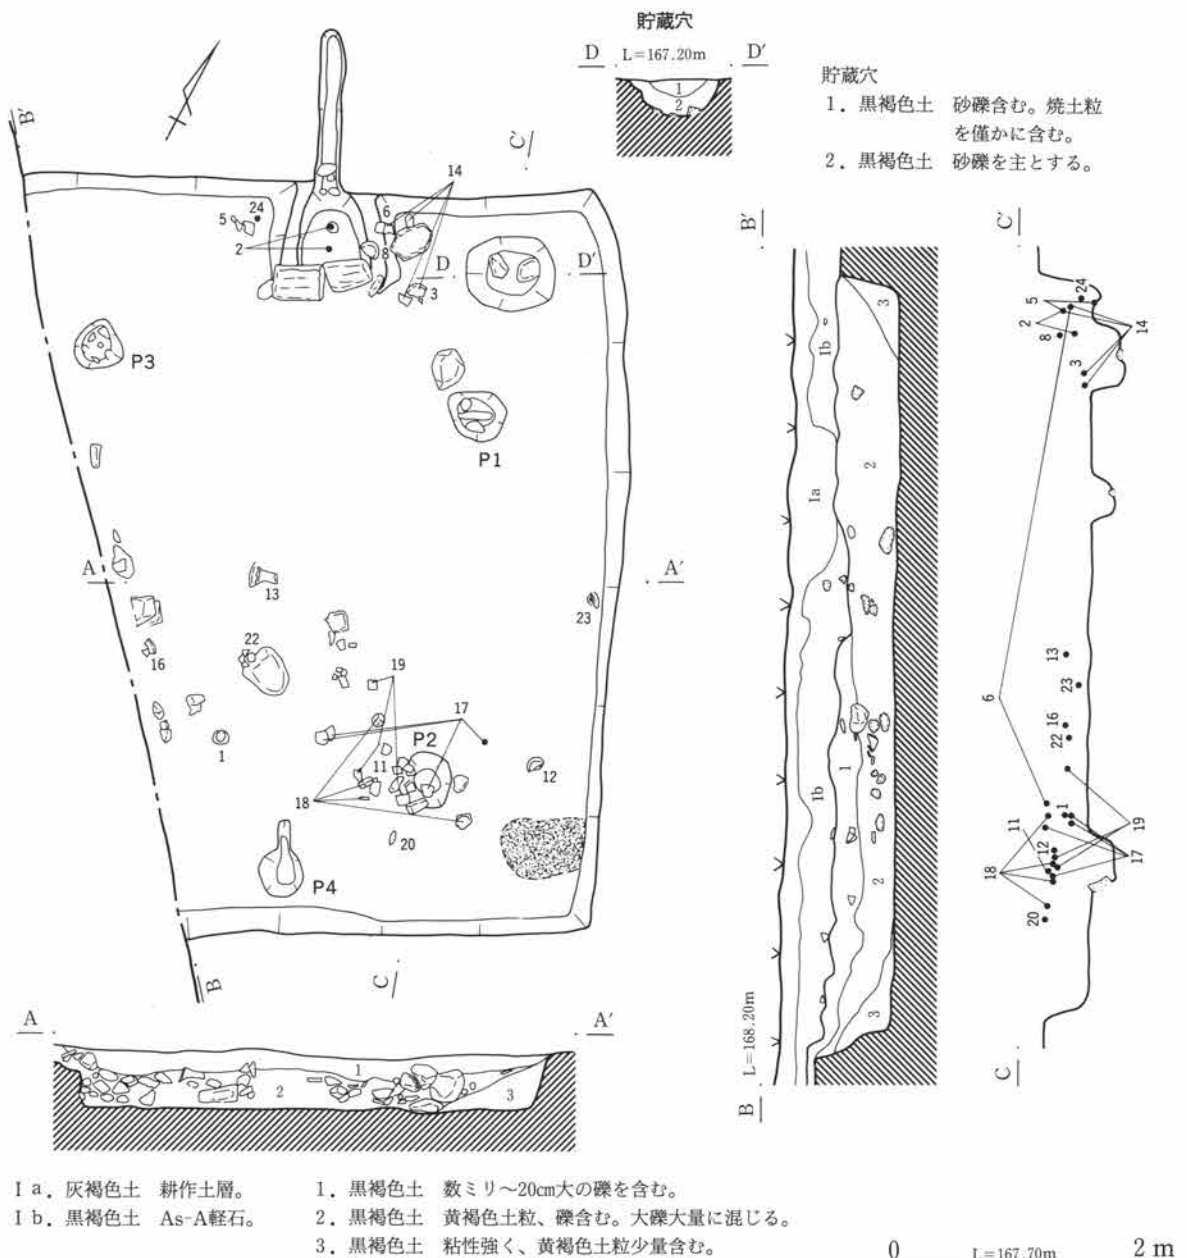 貯蔵穴
D L=167.20m D′
1
2
貯蔵穴
1．黒褐色土 砂礫含む。焼土粒
を僅かに含む。
2．黒褐色土 砂礫を主とする。
B′
C′
14
24
5
6
2
8
D
D′
3
P3
P1
A
A′
13
23
22
16
19
17
1
P2
11
12
18
20
P4
B
C
B′
3
Ⅰb
2
Ⅰa
1
Ⅰb
2
3
B L=168.20m
C′
24
5
2
14
8
3
6
13
23
16
22
1
11
19
12
17
18
20
C
A
A′
1
2
3
Ⅰa．灰褐色土 耕作土層。
Ⅰb．黒褐色土 As-A軽石。
1．黒褐色土 数ミリ～20㎝大の礫を含む。
2．黒褐色土 黄褐色土粒、礫含む。大礫大量に混じる。
3．黒褐色土 粘性強く、黄褐色土粒少量含む。
0 L=167.70m 2m